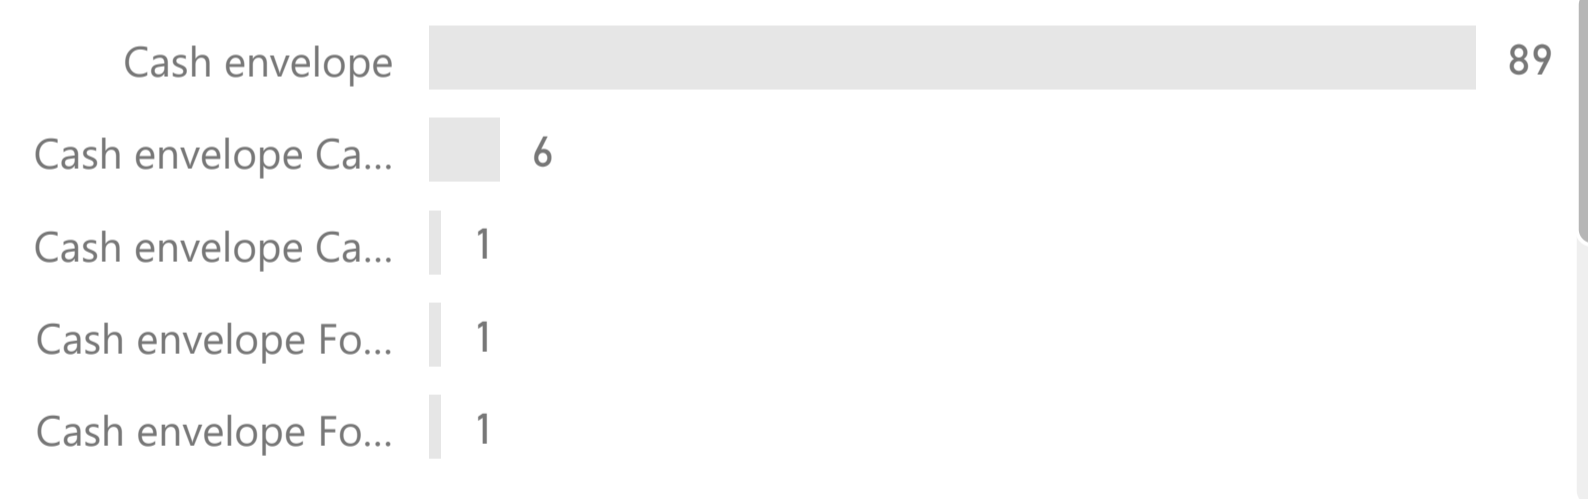 Cash envelope 89
Cash envelope Ca... 6
Cash envelope Ca... 1
Cash envelope Fo... 1
Cash envelope Fo... 1